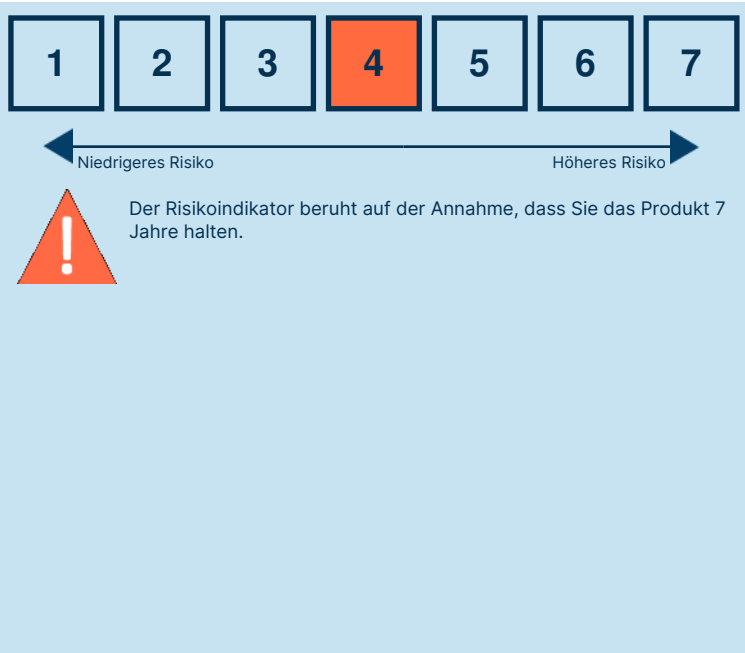 1 2 3 4 5 6 7
Niedrigeres Risiko Höheres Risiko
!
Der Risikoindikator beruht auf der Annahme, dass Sie das Produkt 7
Jahre halten.